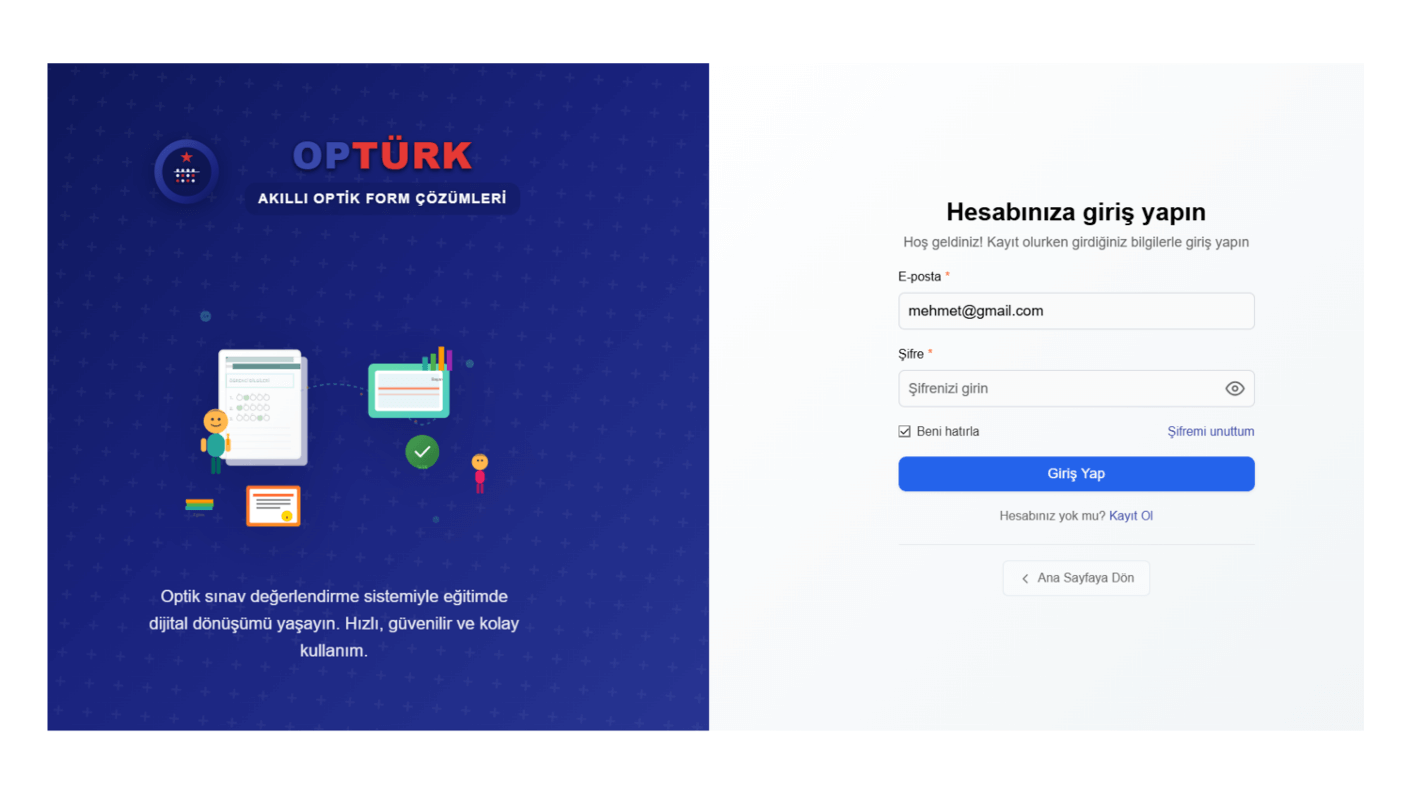 OPTÜRK
AKILLI OPTİK FORM ÇÖZÜMLERİ
1.
2.
Optik sınav değerlendirme sistemiyle eğitimde
dijital dönüşümü yaşayın. Hızlı, güvenilir ve kolay
kullanım.
Hesabınıza giriş yapın
Hoş geldiniz! Kayıt olurken girdiğiniz bilgilerle giriş yapın
E-posta *
mehmet@gmail.com
Şifre *
Şifrenizi girin
Beni hatırla
Şifremi unuttum
Giriş Yap
Hesabınız yok mu? Kayıt Ol
Ana Sayfaya Dön